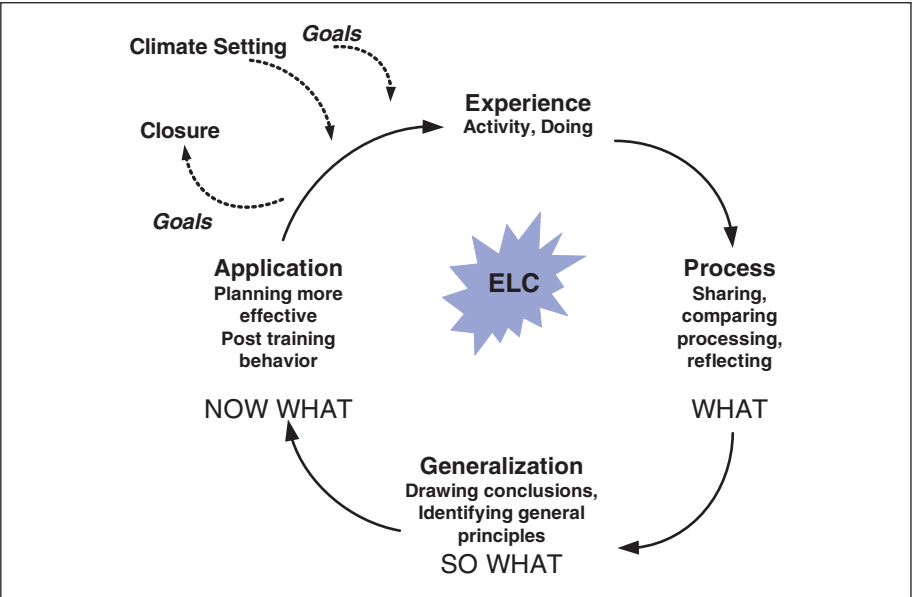 Goals
Climate Setting
Closure
Goals
Experience
Activity, Doing
ELC
Process
Sharing,
comparing
processing,
reflecting
WHAT
Generalization
Drawing conclusions,
Identifying general
principles
SO WHAT
Application
Planning more
effective
Post training
behavior
NOW WHAT